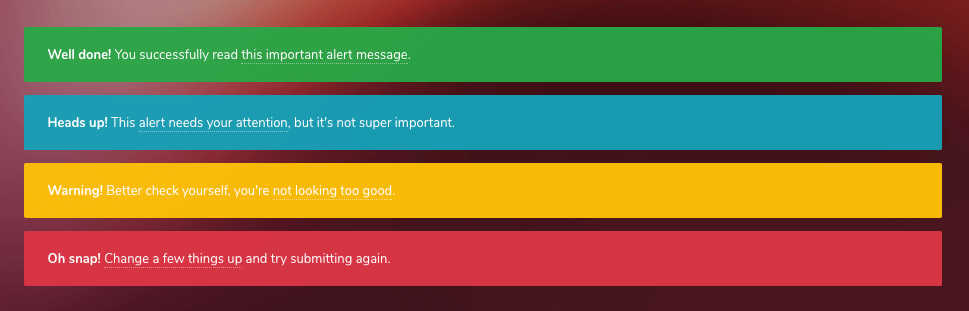 Well done! You successfully read this important alert message.
Heads up! This alert needs your attention, but it's not super important.
Warning! Better check yourself, you're not looking too good.
Oh snap! Change a few things up and try submitting again.